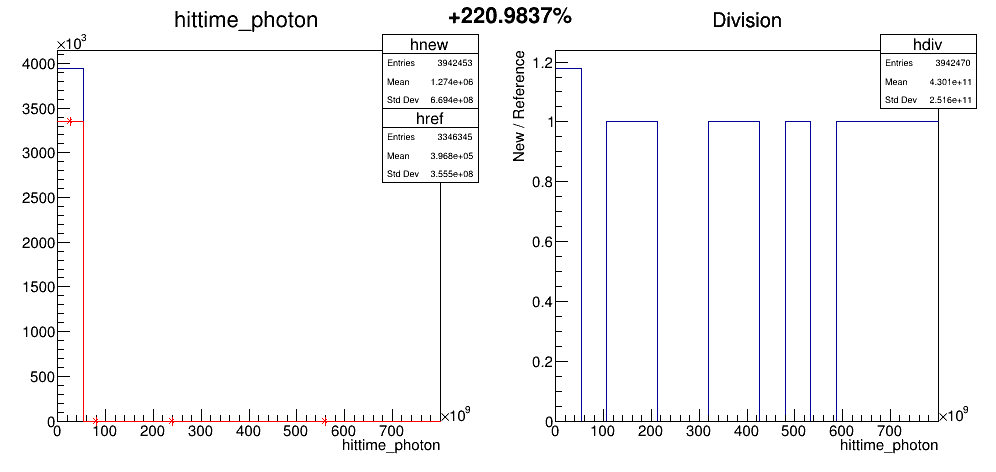 +220.9837%
hittime_photon
×10³
hnew
Entries 3942453
Mean 1.274e+06
Std Dev 6.694e+08
href
Entries 3346345
Mean 3.968e+05
Std Dev 3.555e+08
4000
3500
3000
2500
2000
1500
1000
500
0
0 100 200 300 400 500 600 700
×10⁹
hittime_photon
Division
hdiv
Entries 3942470
Mean 4.301e+11
Std Dev 2.516e+11
New / Reference
1.2
1
0.8
0.6
0.4
0.2
0
0 100 200 300 400 500 600 700
×10⁹
hittime_photon